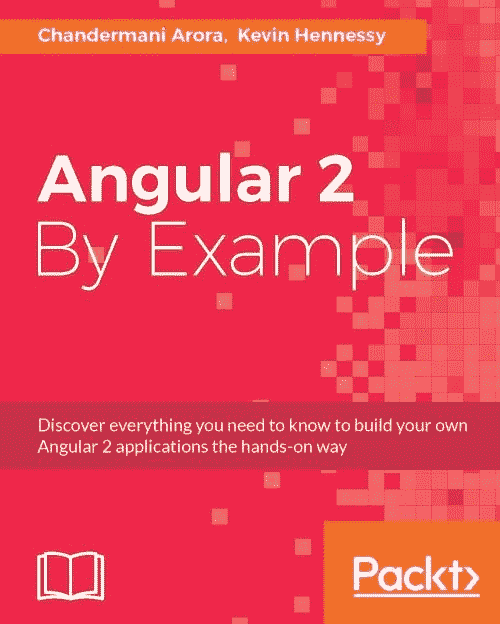 Chandermani Arora, Kevin Hennessy
Angular 2
By Example
Discover everything you need to know to build your own
Angular 2 applications the hands-on way
Packt>